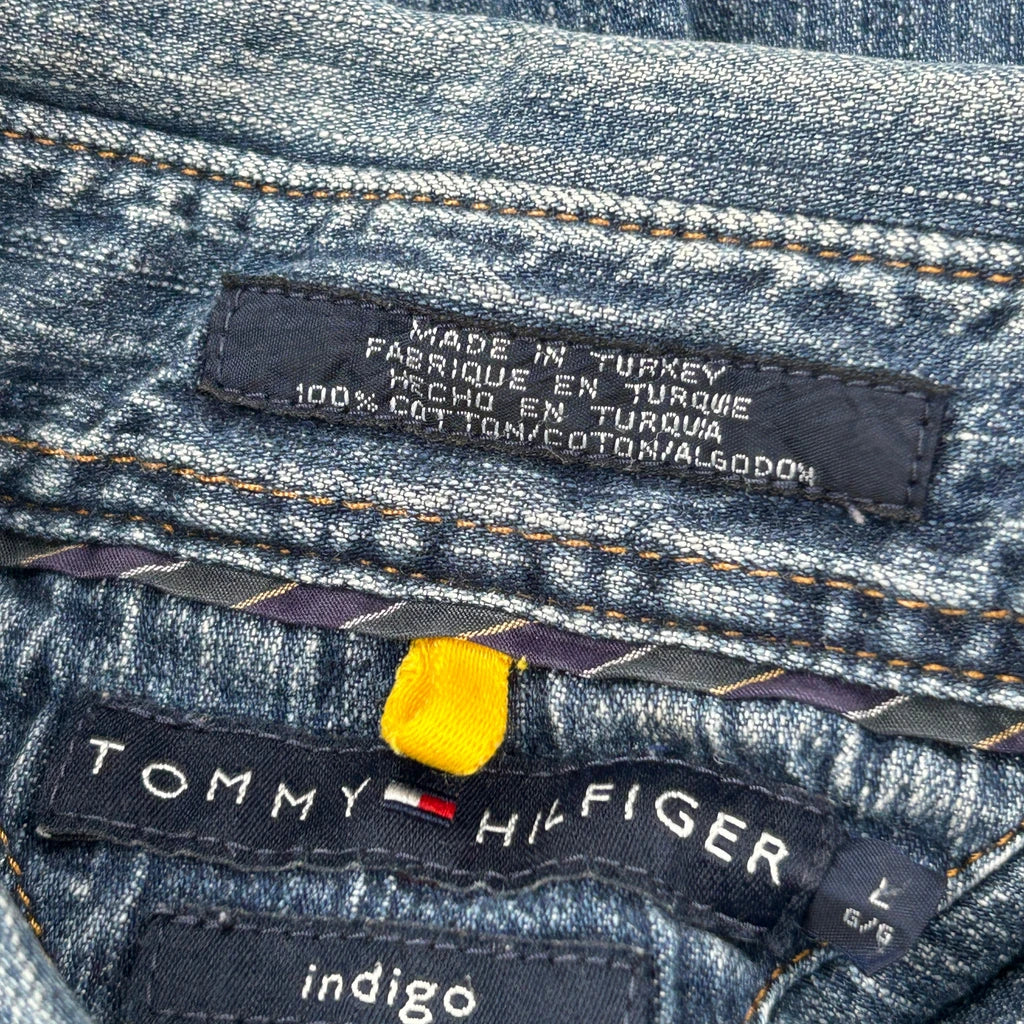 MADE IN TURKEY
FABRIQUE EN TURQUIE
HECHO EN TURQUIA
100% COTTON/COTON/ALGODON
TOMMY HILFIGER
L
G/G
indigo